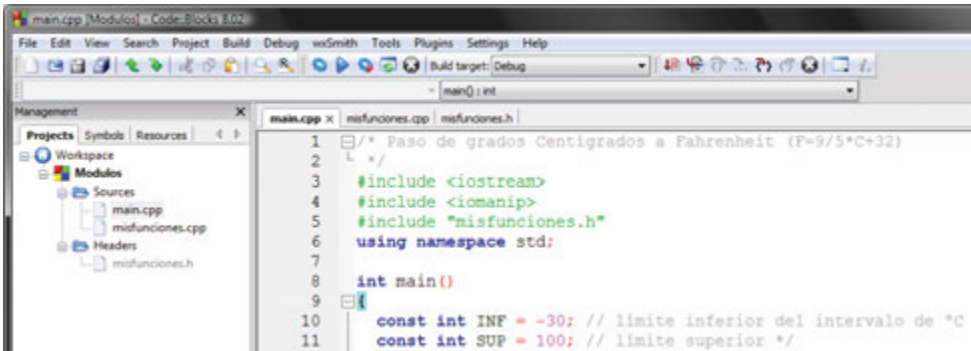 main.cpp [Modulos] - Code::Blocks 8.02
File Edit View Search Project Build Debug wxSmith Tools Plugins Settings Help
Build target: Debug
main() : int
Management
main.cpp misfunciones.cpp misfunciones.h
Projects Symbols Resources
Workspace
Modulos
Sources
main.cpp
misfunciones.cpp
Headers
misfunciones.h
1 /* Paso de grados Centígrados a Fahrenheit (F=9/5*C+32)
2 */
3 #include <iostream>
4 #include <iomanip>
5 #include "misfunciones.h"
6 using namespace std;
7
8 int main()
9 {
10 const int INF = -30; // límite inferior del intervalo de °C
11 const int SUP = 100; // límite superior */